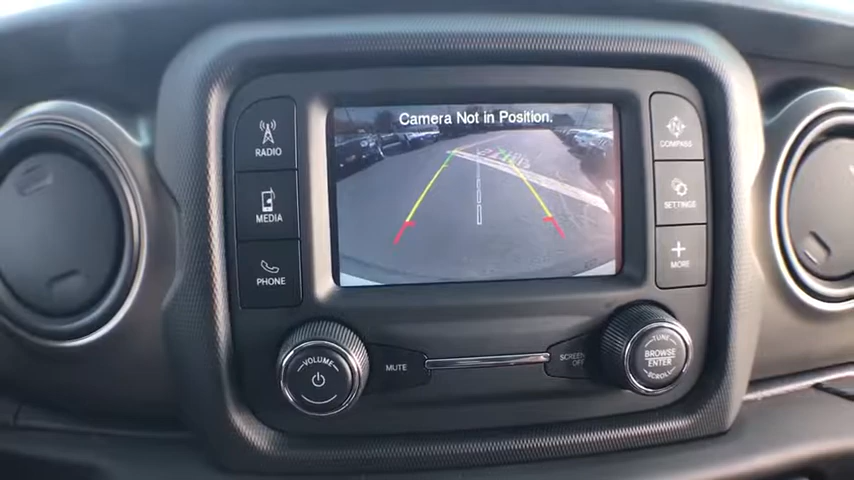 Camera Not in Position.
RADIO
MEDIA
PHONE
N
COMPASS
SETTINGS
MORE
VOLUME
MUTE
SCREEN
OFF
TUNE
BROWSE
ENTER
SCROLL